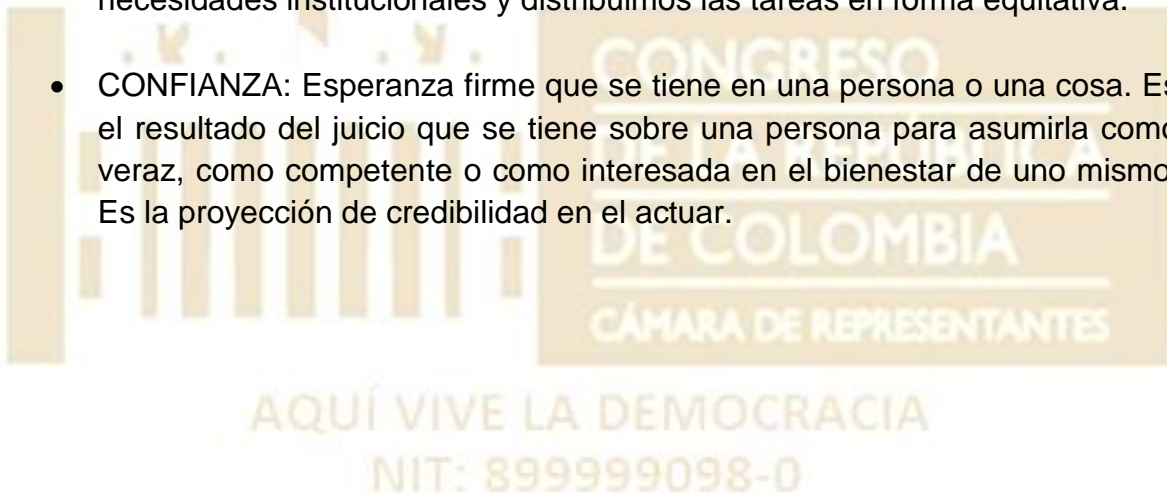 necesidades institucionales y distribuimos las tareas en forma equitativa.
• CONFIANZA: Esperanza firme que se tiene en una persona o una cosa. Es
el resultado del juicio que se tiene sobre una persona para asumirla como
veraz, como competente o como interesada en el bienestar de uno mismo
Es la proyección de credibilidad en el actuar.
CONGRESO
DE LA REPÚBLICA
DE COLOMBIA
CÁMARA DE REPRESENTANTES
AQUÍ VIVE LA DEMOCRACIA
NIT: 899999098-0